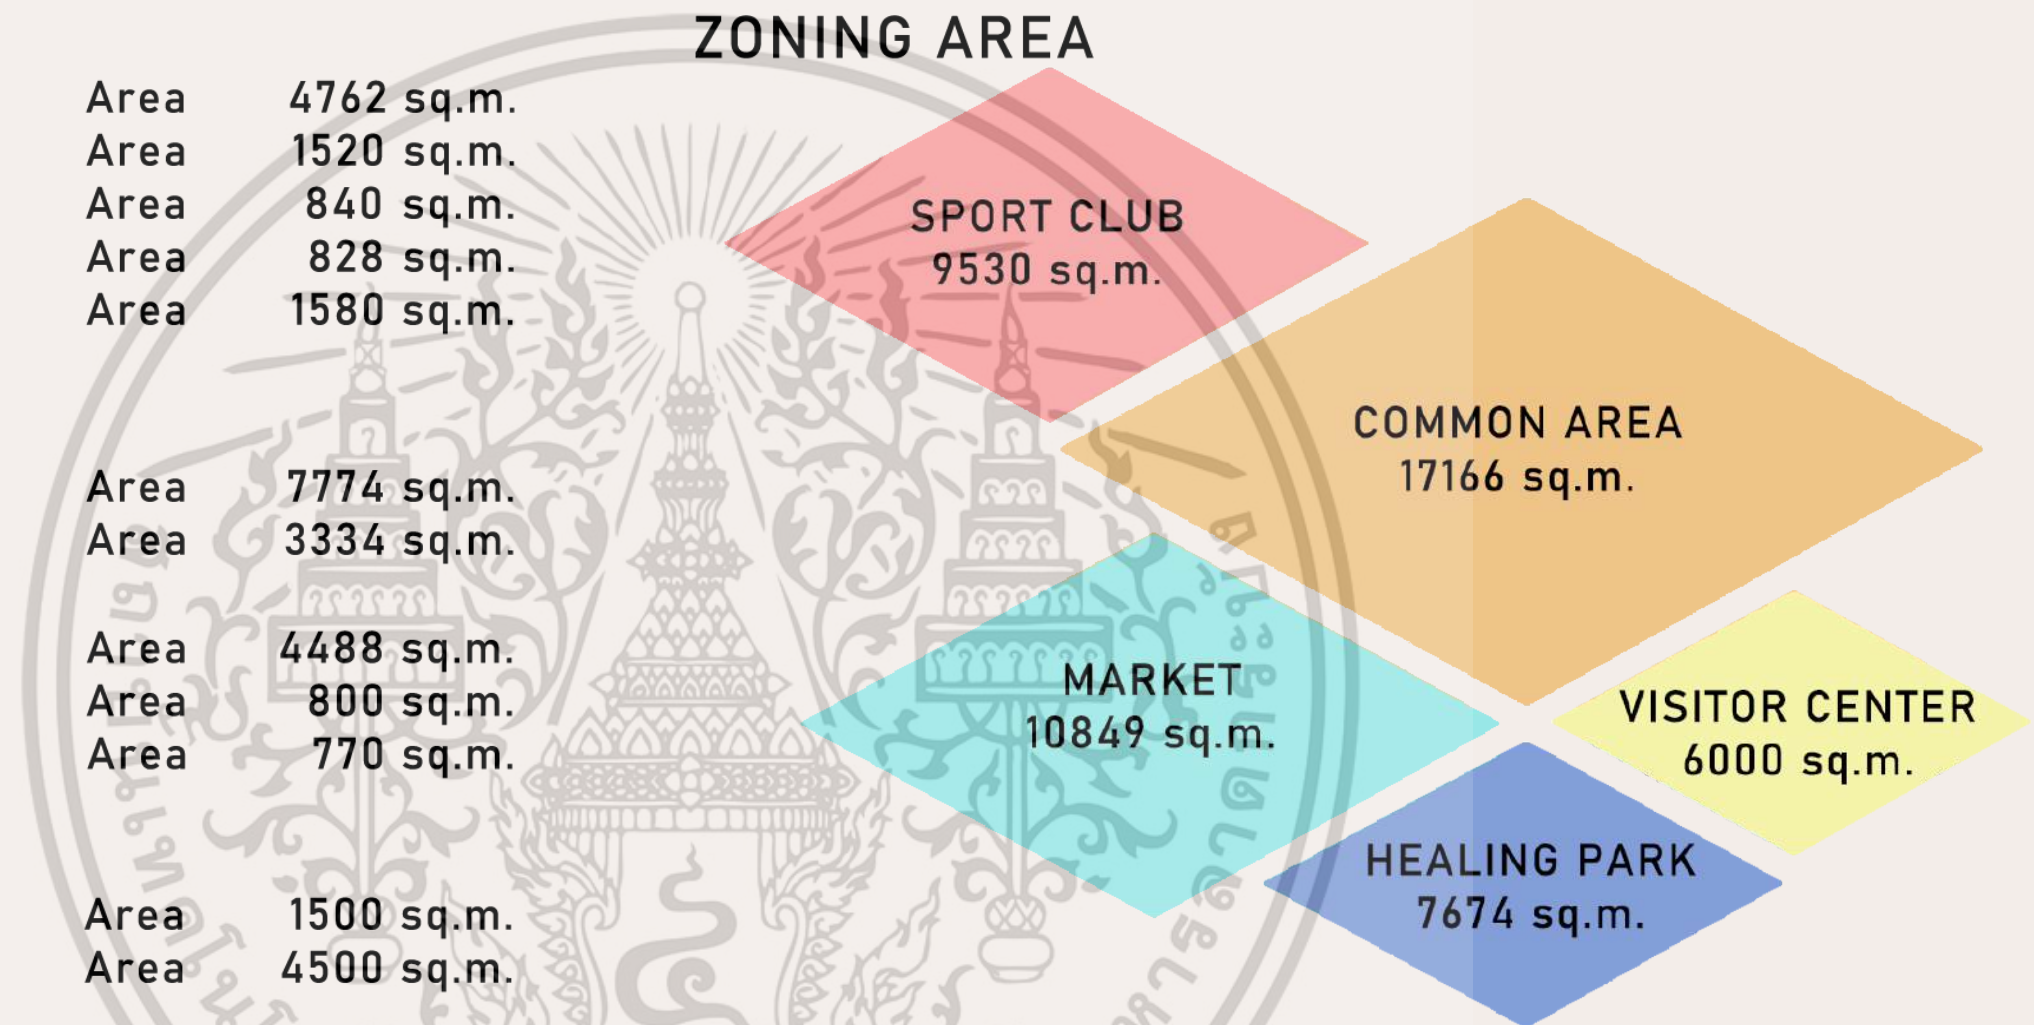 ZONING AREA
Area 4762 sq.m.
Area 1520 sq.m.
Area 840 sq.m.
Area 828 sq.m.
Area 1580 sq.m.
Area 7774 sq.m.
Area 3334 sq.m.
Area 4488 sq.m.
Area 800 sq.m.
Area 770 sq.m.
Area 1500 sq.m.
Area 4500 sq.m.
SPORT CLUB
9530 sq.m.
COMMON AREA
17166 sq.m.
MARKET
10849 sq.m.
VISITOR CENTER
6000 sq.m.
HEALING PARK
7674 sq.m.